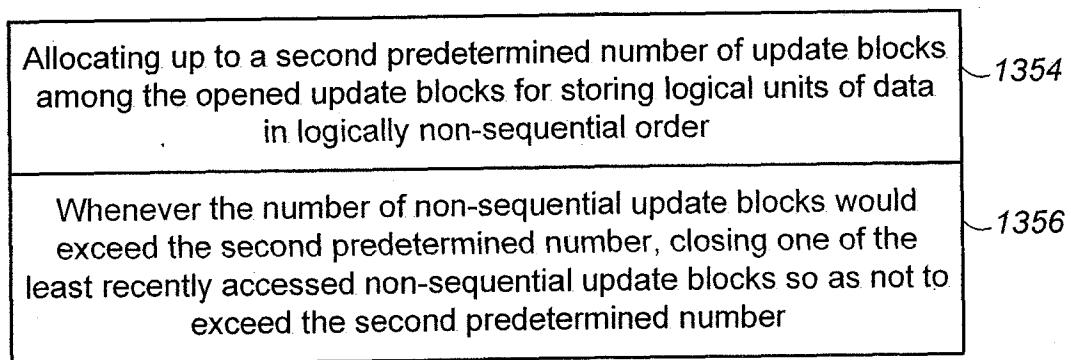 Allocating up to a second predetermined number of update blocks
among the opened update blocks for storing logical units of data
in logically non-sequential order
1354
Whenever the number of non-sequential update blocks would
exceed the second predetermined number, closing one of the
least recently accessed non-sequential update blocks so as not to
exceed the second predetermined number
1356